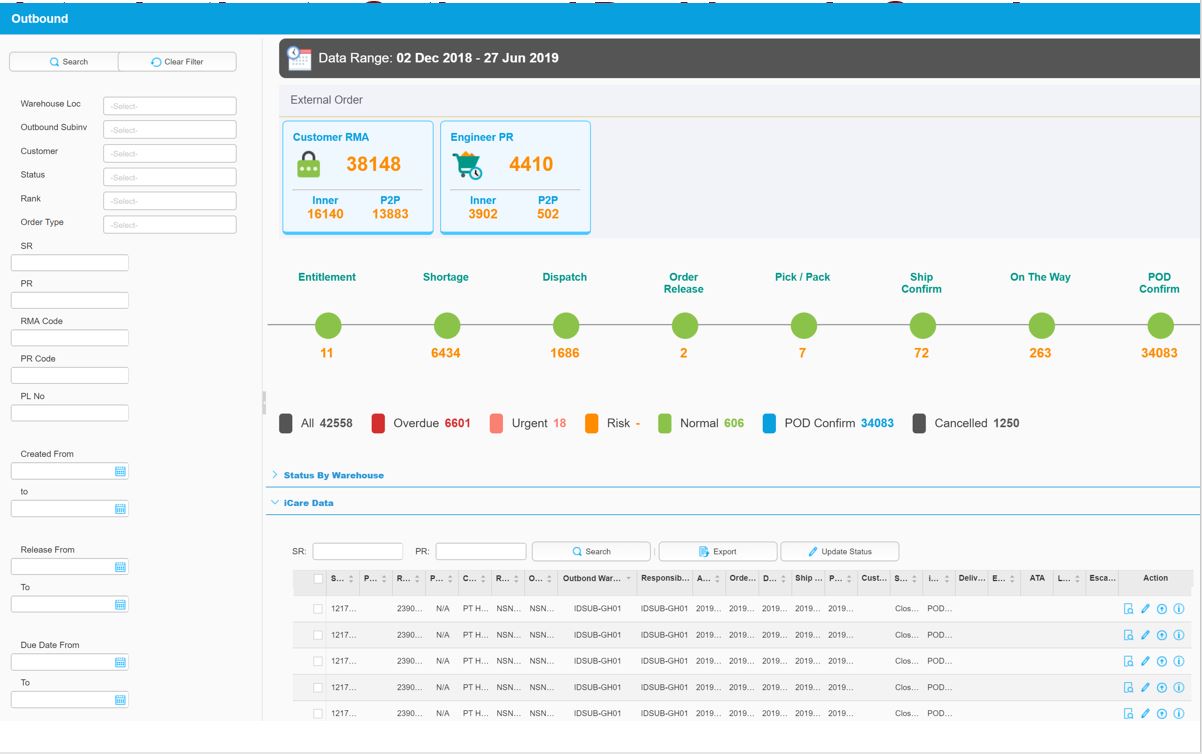 Outbound
Search Clear Filter
Warehouse Loc -Select-
Outbound Subinv -Select-
Customer -Select-
Status -Select-
Rank -Select-
Order Type -Select-
SR
PR
RMA Code
PR Code
PL No
Created From
to
Release From
To
Due Date From
To
Data Range: 02 Dec 2018 - 27 Jun 2019
External Order
Customer RMA
38148
Inner P2P
16140 13883
Engineer PR
4410
Inner P2P
3902 502
Entitlement Shortage Dispatch Order Release Pick / Pack Ship Confirm On The Way POD Confirm
11 6434 1686 2 7 72 263 34083
All 42558 Overdue 6601 Urgent 18 Risk - Normal 606 POD Confirm 34083 Cancelled 1250
Status By Warehouse
iCare Data
SR: PR: Search Export Update Status
S... P... R... P... C... R... O... Outbond War... Responsib... A... Orde... D... Ship ... P... Cust... S... i... Deliv... E... ATA L... Esca... Action
1217... 2390... N/A PT H... NSN... NSN... IDSUB-GH01 IDSUB-GH01 2019... 2019... 2019... 2019... 2019... Clos... POD...
1217... 2390... N/A PT H... NSN... NSN... IDSUB-GH01 IDSUB-GH01 2019... 2019... 2019... 2019... 2019... Clos... POD...
1217... 2390... N/A PT H... NSN... NSN... IDSUB-GH01 IDSUB-GH01 2019... 2019... 2019... 2019... 2019... Clos... POD...
1217... 2390... N/A PT H... NSN... NSN... IDSUB-GH01 IDSUB-GH01 2019... 2019... 2019... 2019... 2019... Clos... POD...
1217... 2390... N/A PT H... NSN... NSN... IDSUB-GH01 IDSUB-GH01 2019... 2019... 2019... 2019... 2019... Clos... POD...